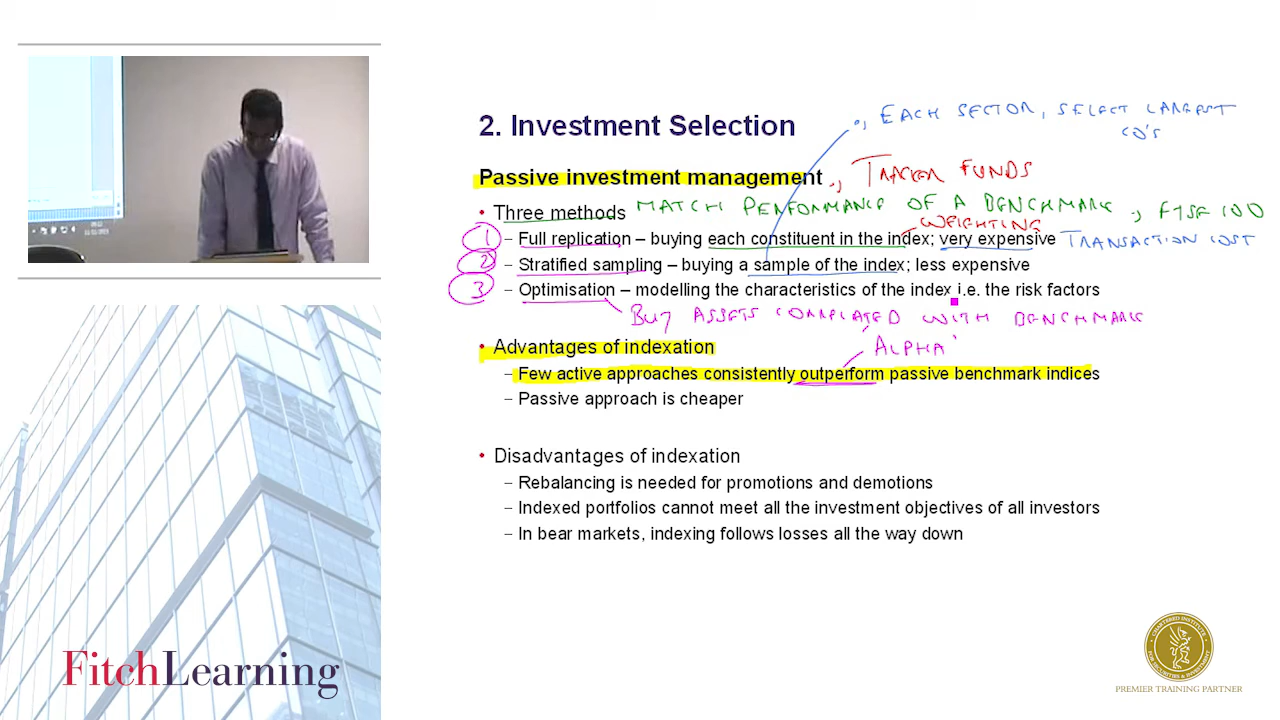 EACH SECTOR, SELECT LARGEST
CO'S
2. Investment Selection
Passive investment management TRACKER FUNDS
• Three methods MATCH PERFORMANCE OF A BENCHMARK, FTSE 100
WEIGHTING
1 – Full replication – buying each constituent in the index; very expensive TRANSACTION COST
2 – Stratified sampling – buying a sample of the index; less expensive
3 – Optimisation – modelling the characteristics of the index i.e. the risk factors
BUY ASSETS CORRELATED WITH BENCHMARK
• Advantages of indexation 'ALPHA'
– Few active approaches consistently outperform passive benchmark indices
– Passive approach is cheaper
• Disadvantages of indexation
– Rebalancing is needed for promotions and demotions
– Indexed portfolios cannot meet all the investment objectives of all investors
– In bear markets, indexing follows losses all the way down
FitchLearning
CHARTERED INSTITUTE
FOR SECURITIES & INVESTMENT
PREMIER TRAINING PARTNER